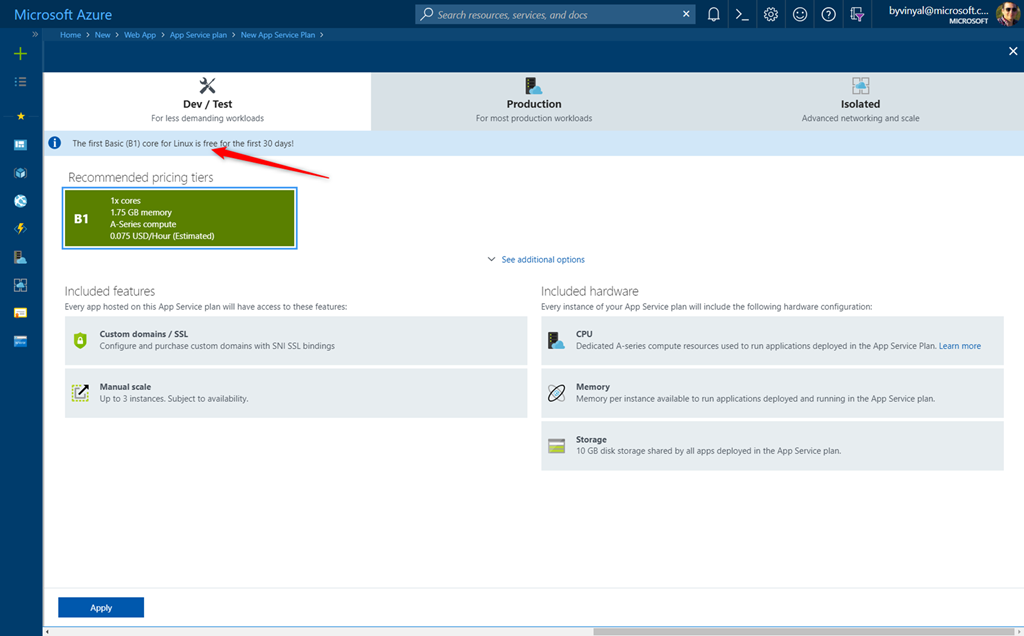 Microsoft Azure
Search resources, services, and docs
byvinyal@microsoft.c...
MICROSOFT
Home > New > Web App > App Service plan > New App Service Plan >
Dev / Test
For less demanding workloads
Production
For most production workloads
Isolated
Advanced networking and scale
The first Basic (B1) core for Linux is free for the first 30 days!
Recommended pricing tiers
B1
1x cores
1.75 GB memory
A-Series compute
0.075 USD/Hour (Estimated)
See additional options
Included features
Every app hosted on this App Service plan will have access to these features:
Custom domains / SSL
Configure and purchase custom domains with SNI SSL bindings
Manual scale
Up to 3 instances. Subject to availability.
Included hardware
Every instance of your App Service plan will include the following hardware configuration:
CPU
Dedicated A-series compute resources used to run applications deployed in the App Service Plan. Learn more
Memory
Memory per instance available to run applications deployed and running in the App Service plan.
Storage
10 GB disk storage shared by all apps deployed in the App Service plan.
Apply